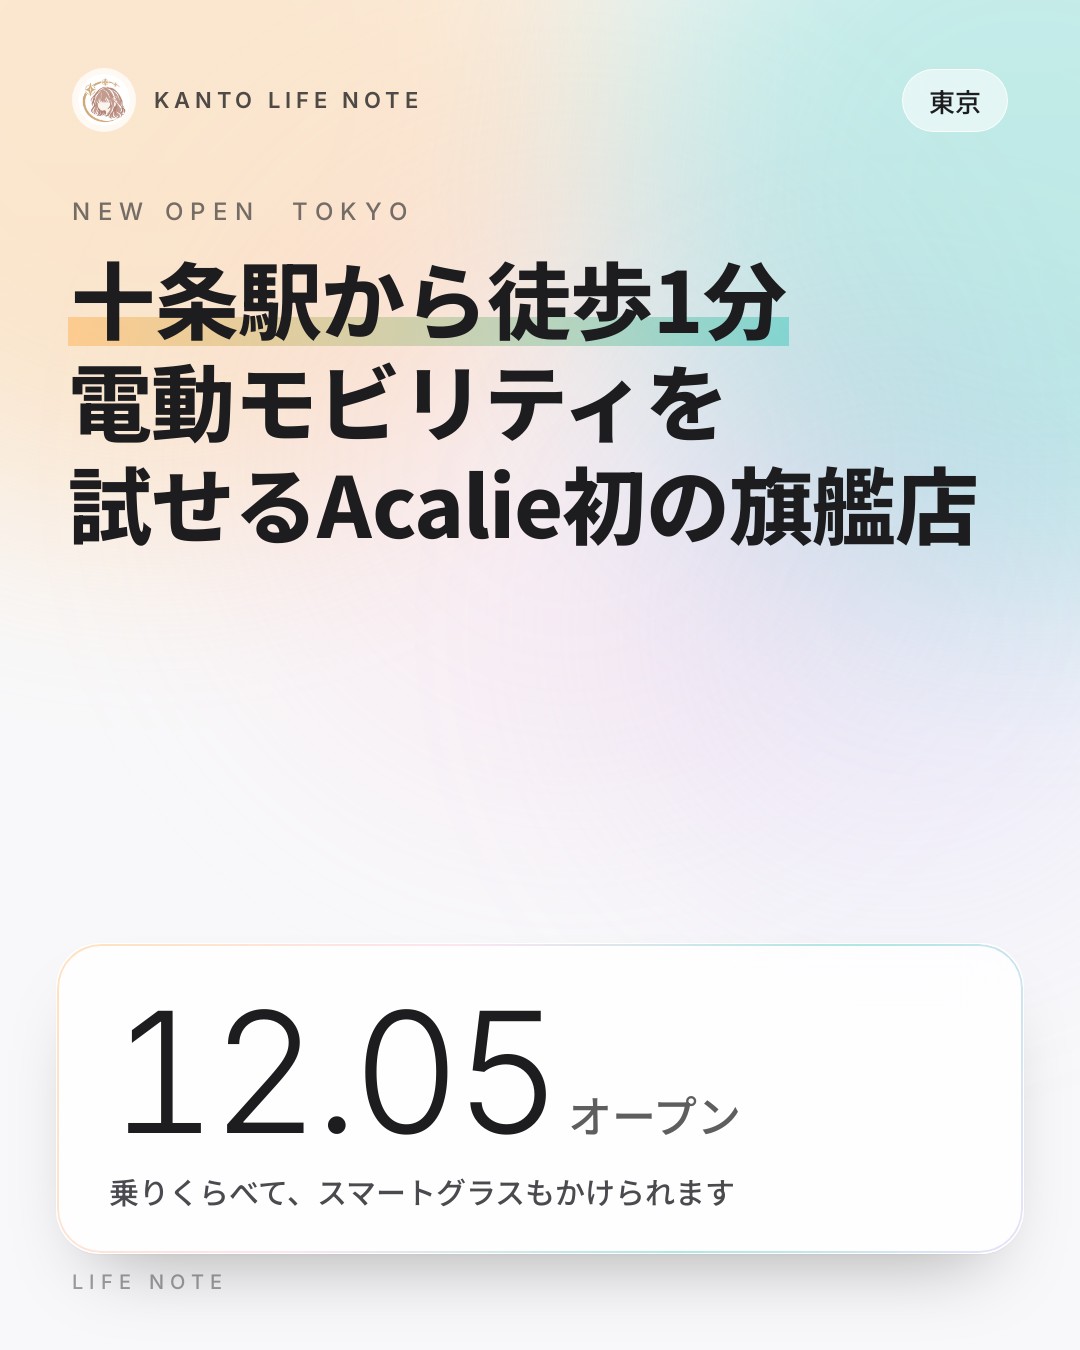 KANTO LIFE NOTE
東京
NEW OPEN TOKYO
十条駅から徒歩1分
電動モビリティを
試せるAcalie初の旗艦店
12.05 オープン
乗りくらべて、スマートグラスもかけられます
LIFE NOTE